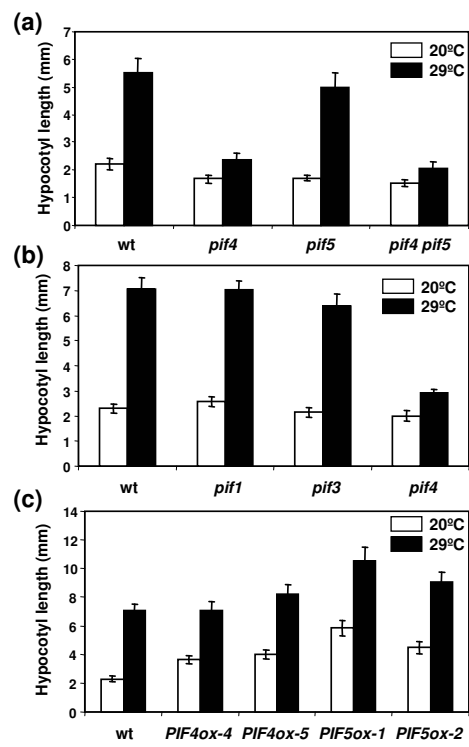 (a)
Hypocotyl length (mm)
7
6
5
4
3
2
1
0
20ºC
29ºC
wt pif4 pif5 pif4 pif5
(b)
Hypocotyl length (mm)
8
7
6
5
4
3
2
1
0
20ºC
29ºC
wt pif1 pif3 pif4
(c)
Hypocotyl length (mm)
14
12
10
8
6
4
2
0
20ºC
29ºC
wt PIF4ox-4 PIF4ox-5 PIF5ox-1 PIF5ox-2